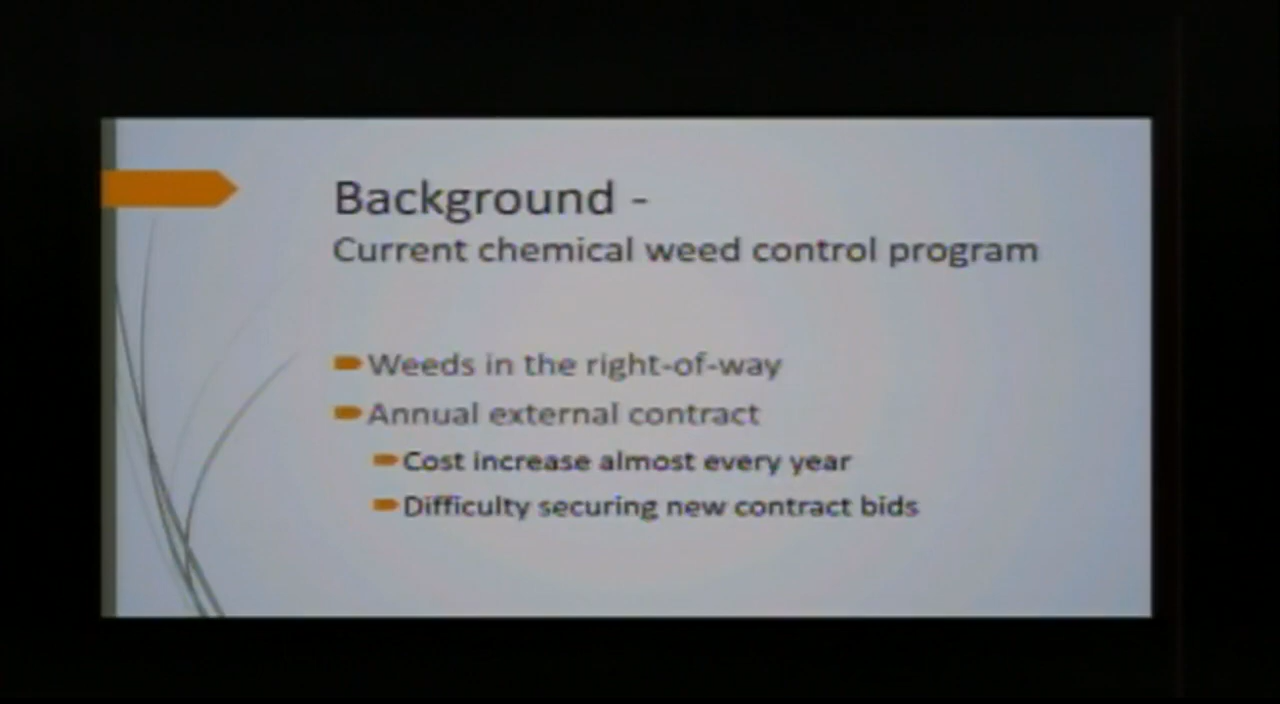 Background -
Current chemical weed control program
Weeds in the right-of-way
Annual external contract
Cost increase almost every year
Difficulty securing new contract bids